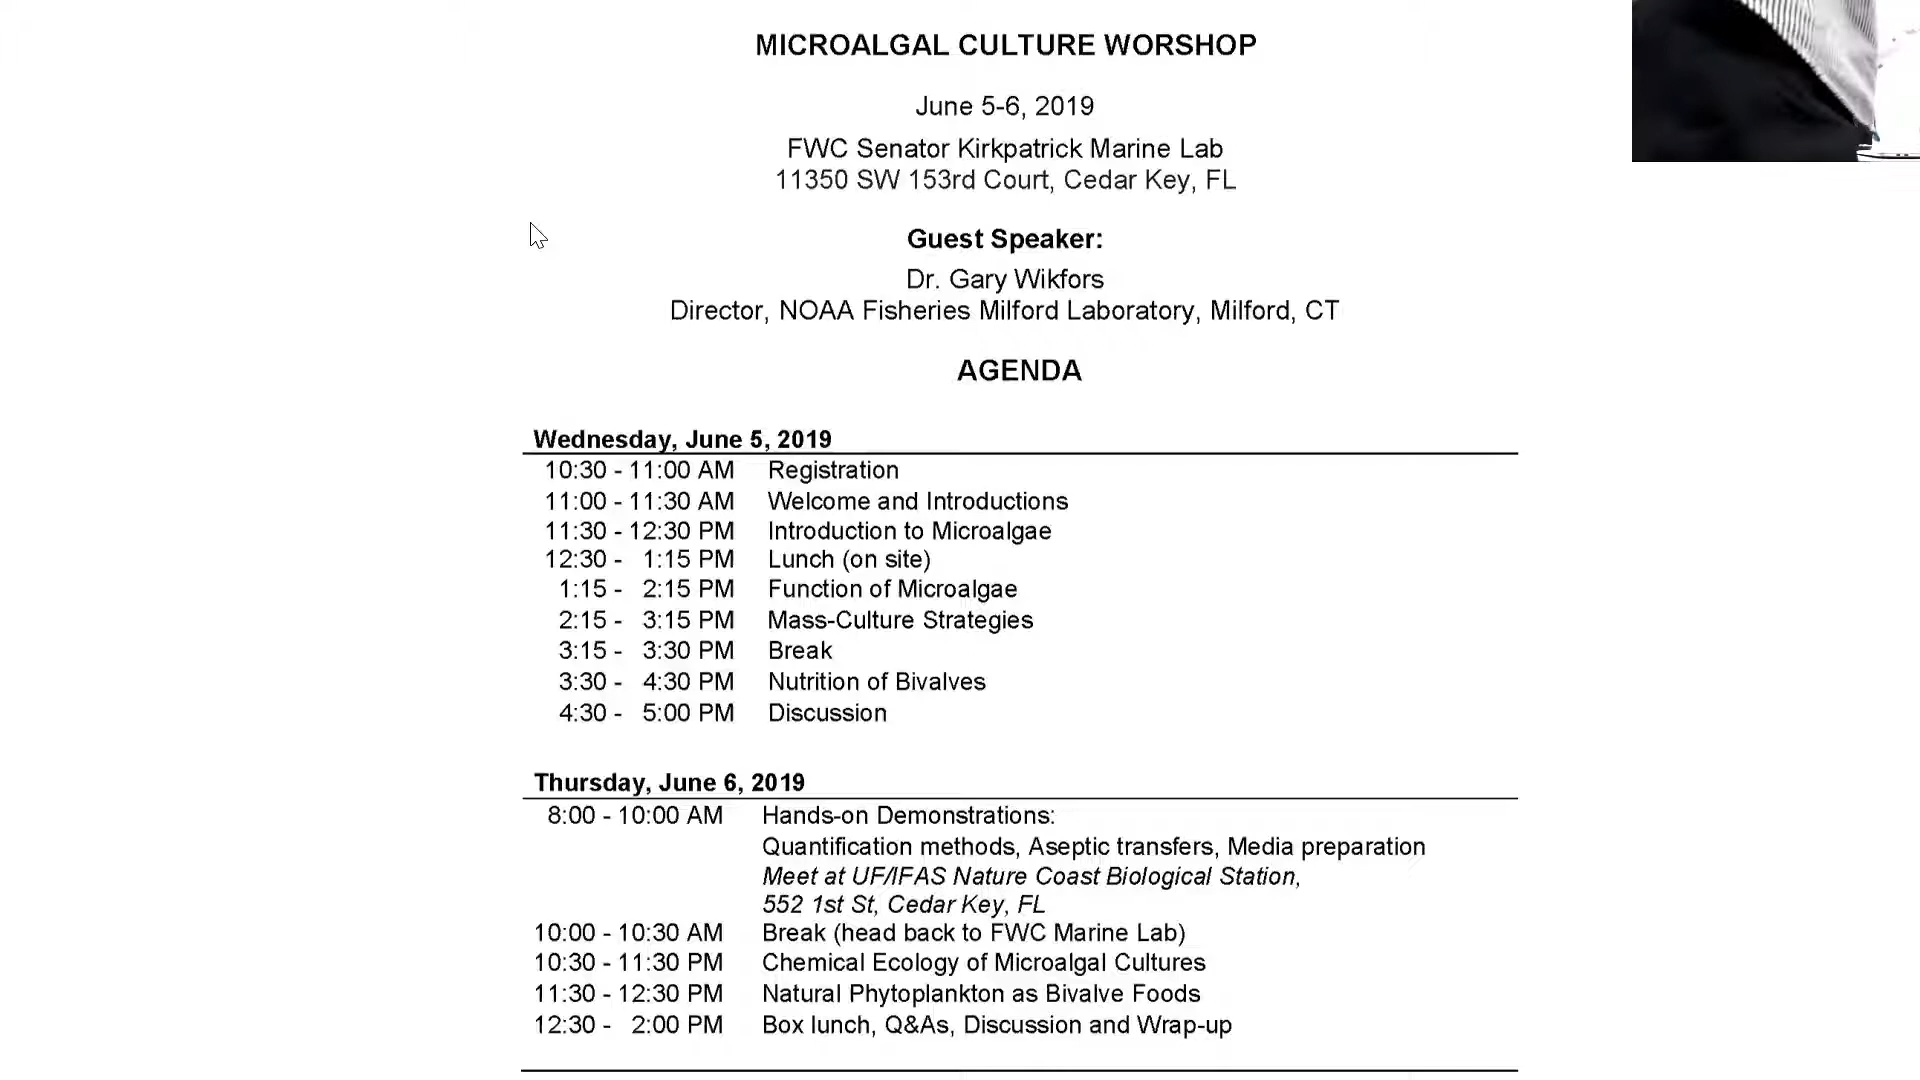 MICROALGAL CULTURE WORSHOP
June 5-6, 2019
FWC Senator Kirkpatrick Marine Lab
11350 SW 153rd Court, Cedar Key, FL
Guest Speaker:
Dr. Gary Wikfors
Director, NOAA Fisheries Milford Laboratory, Milford, CT
AGENDA
Wednesday, June 5, 2019
10:30 - 11:00 AM Registration
11:00 - 11:30 AM Welcome and Introductions
11:30 - 12:30 PM Introduction to Microalgae
12:30 - 1:15 PM Lunch (on site)
1:15 - 2:15 PM Function of Microalgae
2:15 - 3:15 PM Mass-Culture Strategies
3:15 - 3:30 PM Break
3:30 - 4:30 PM Nutrition of Bivalves
4:30 - 5:00 PM Discussion
Thursday, June 6, 2019
8:00 - 10:00 AM Hands-on Demonstrations:
Quantification methods, Aseptic transfers, Media preparation
Meet at UF/IFAS Nature Coast Biological Station,
552 1st St, Cedar Key, FL
10:00 - 10:30 AM Break (head back to FWC Marine Lab)
10:30 - 11:30 PM Chemical Ecology of Microalgal Cultures
11:30 - 12:30 PM Natural Phytoplankton as Bivalve Foods
12:30 - 2:00 PM Box lunch, Q&As, Discussion and Wrap-up